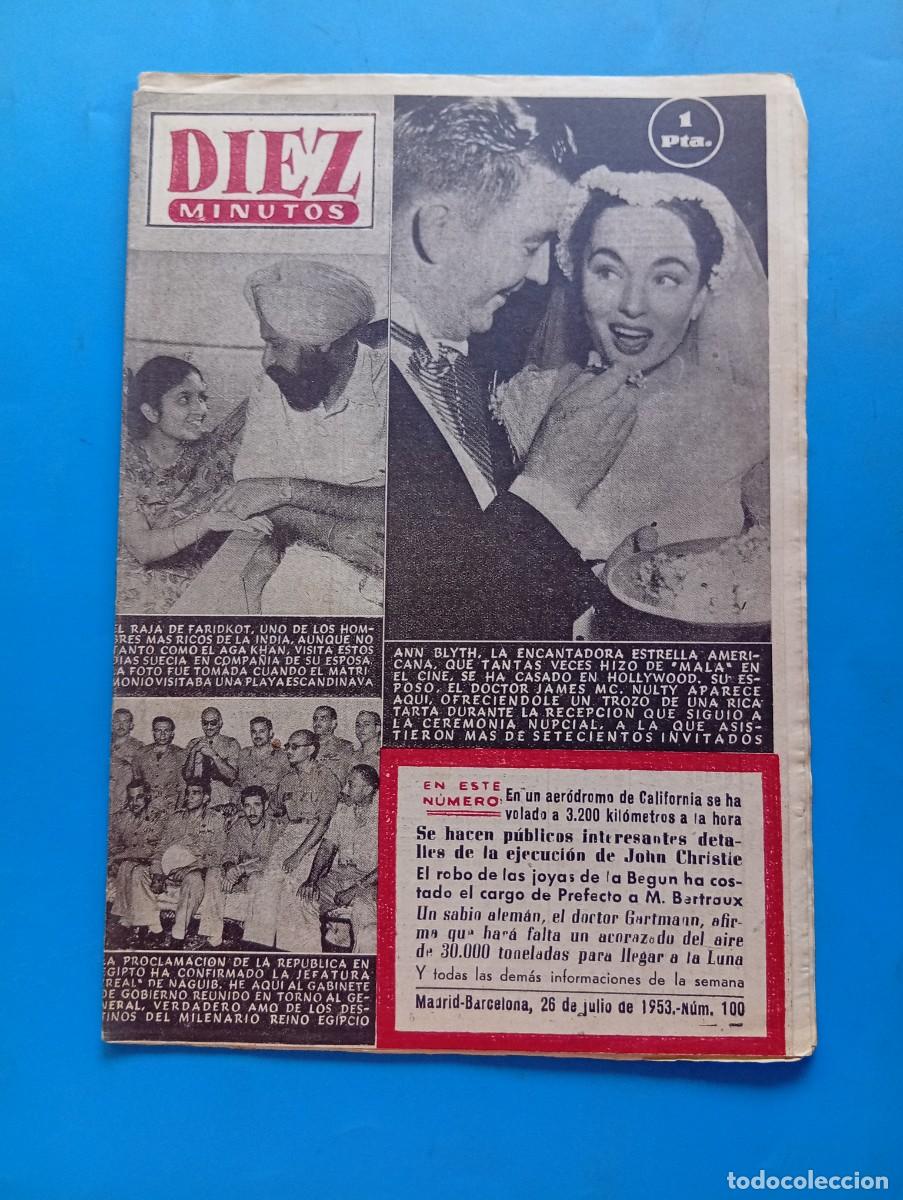 DIEZ
MINUTOS
1
Pta.
EL RAJA DE FARIDKOT, UNO DE LOS HOM-
BRES MAS RICOS DE LA INDIA, AUNQUE NO
TANTO COMO EL AGA KHAN, VISITA ESTOS
DIAS SUECIA EN COMPAÑIA DE SU ESPOSA.
LA FOTO FUE TOMADA CUANDO EL MATRI-
MONIO VISITABA UNA PLAYA ESCANDINAVA
ANN BLYTH, LA ENCANTADORA ESTRELLA AMERI-
CANA, QUE TANTAS VECES HIZO DE "MALA" EN
EL CINE, SE HA CASADO EN HOLLYWOOD. SU ES-
POSO, EL DOCTOR JAMES MC. NULTY APARECE
AQUI, OFRECIENDOLE UN TROZO DE UNA RICA
TARTA DURANTE LA RECEPCION QUE SIGUIO A
LA CEREMONIA NUPCIAL, A LA QUE ASIS-
TIERON MAS DE SETECIENTOS INVITADOS
LA PROCLAMACION DE LA REPUBLICA EN
EGIPTO HA CONFIRMADO LA JEFATURA
"REAL" DE NAGUIB. HE AQUI AL GABINETE
DE GOBIERNO REUNIDO EN TORNO AL GE-
NERAL, VERDADERO AMO DE LOS DES-
TINOS DEL MILENARIO REINO EGIPCIO
EN ESTE
NÚMERO:
En un aeródromo de California se ha
volado a 3.200 kilómetros a la hora
Se hacen públicos interesantes deta-
lles de la ejecución de John Christie
El robo de las joyas de la Begun ha cos-
tado el cargo de Prefecto a M. Bertraux
Un sabio alemán, el doctor Gartmann, afir-
ma que hará falta un acorazado del aire
de 30.000 toneladas para llegar a la Luna
Y todas las demás informaciones de la semana
Madrid-Barcelona, 26 de julio de 1953.-Núm. 100
todocoleccion